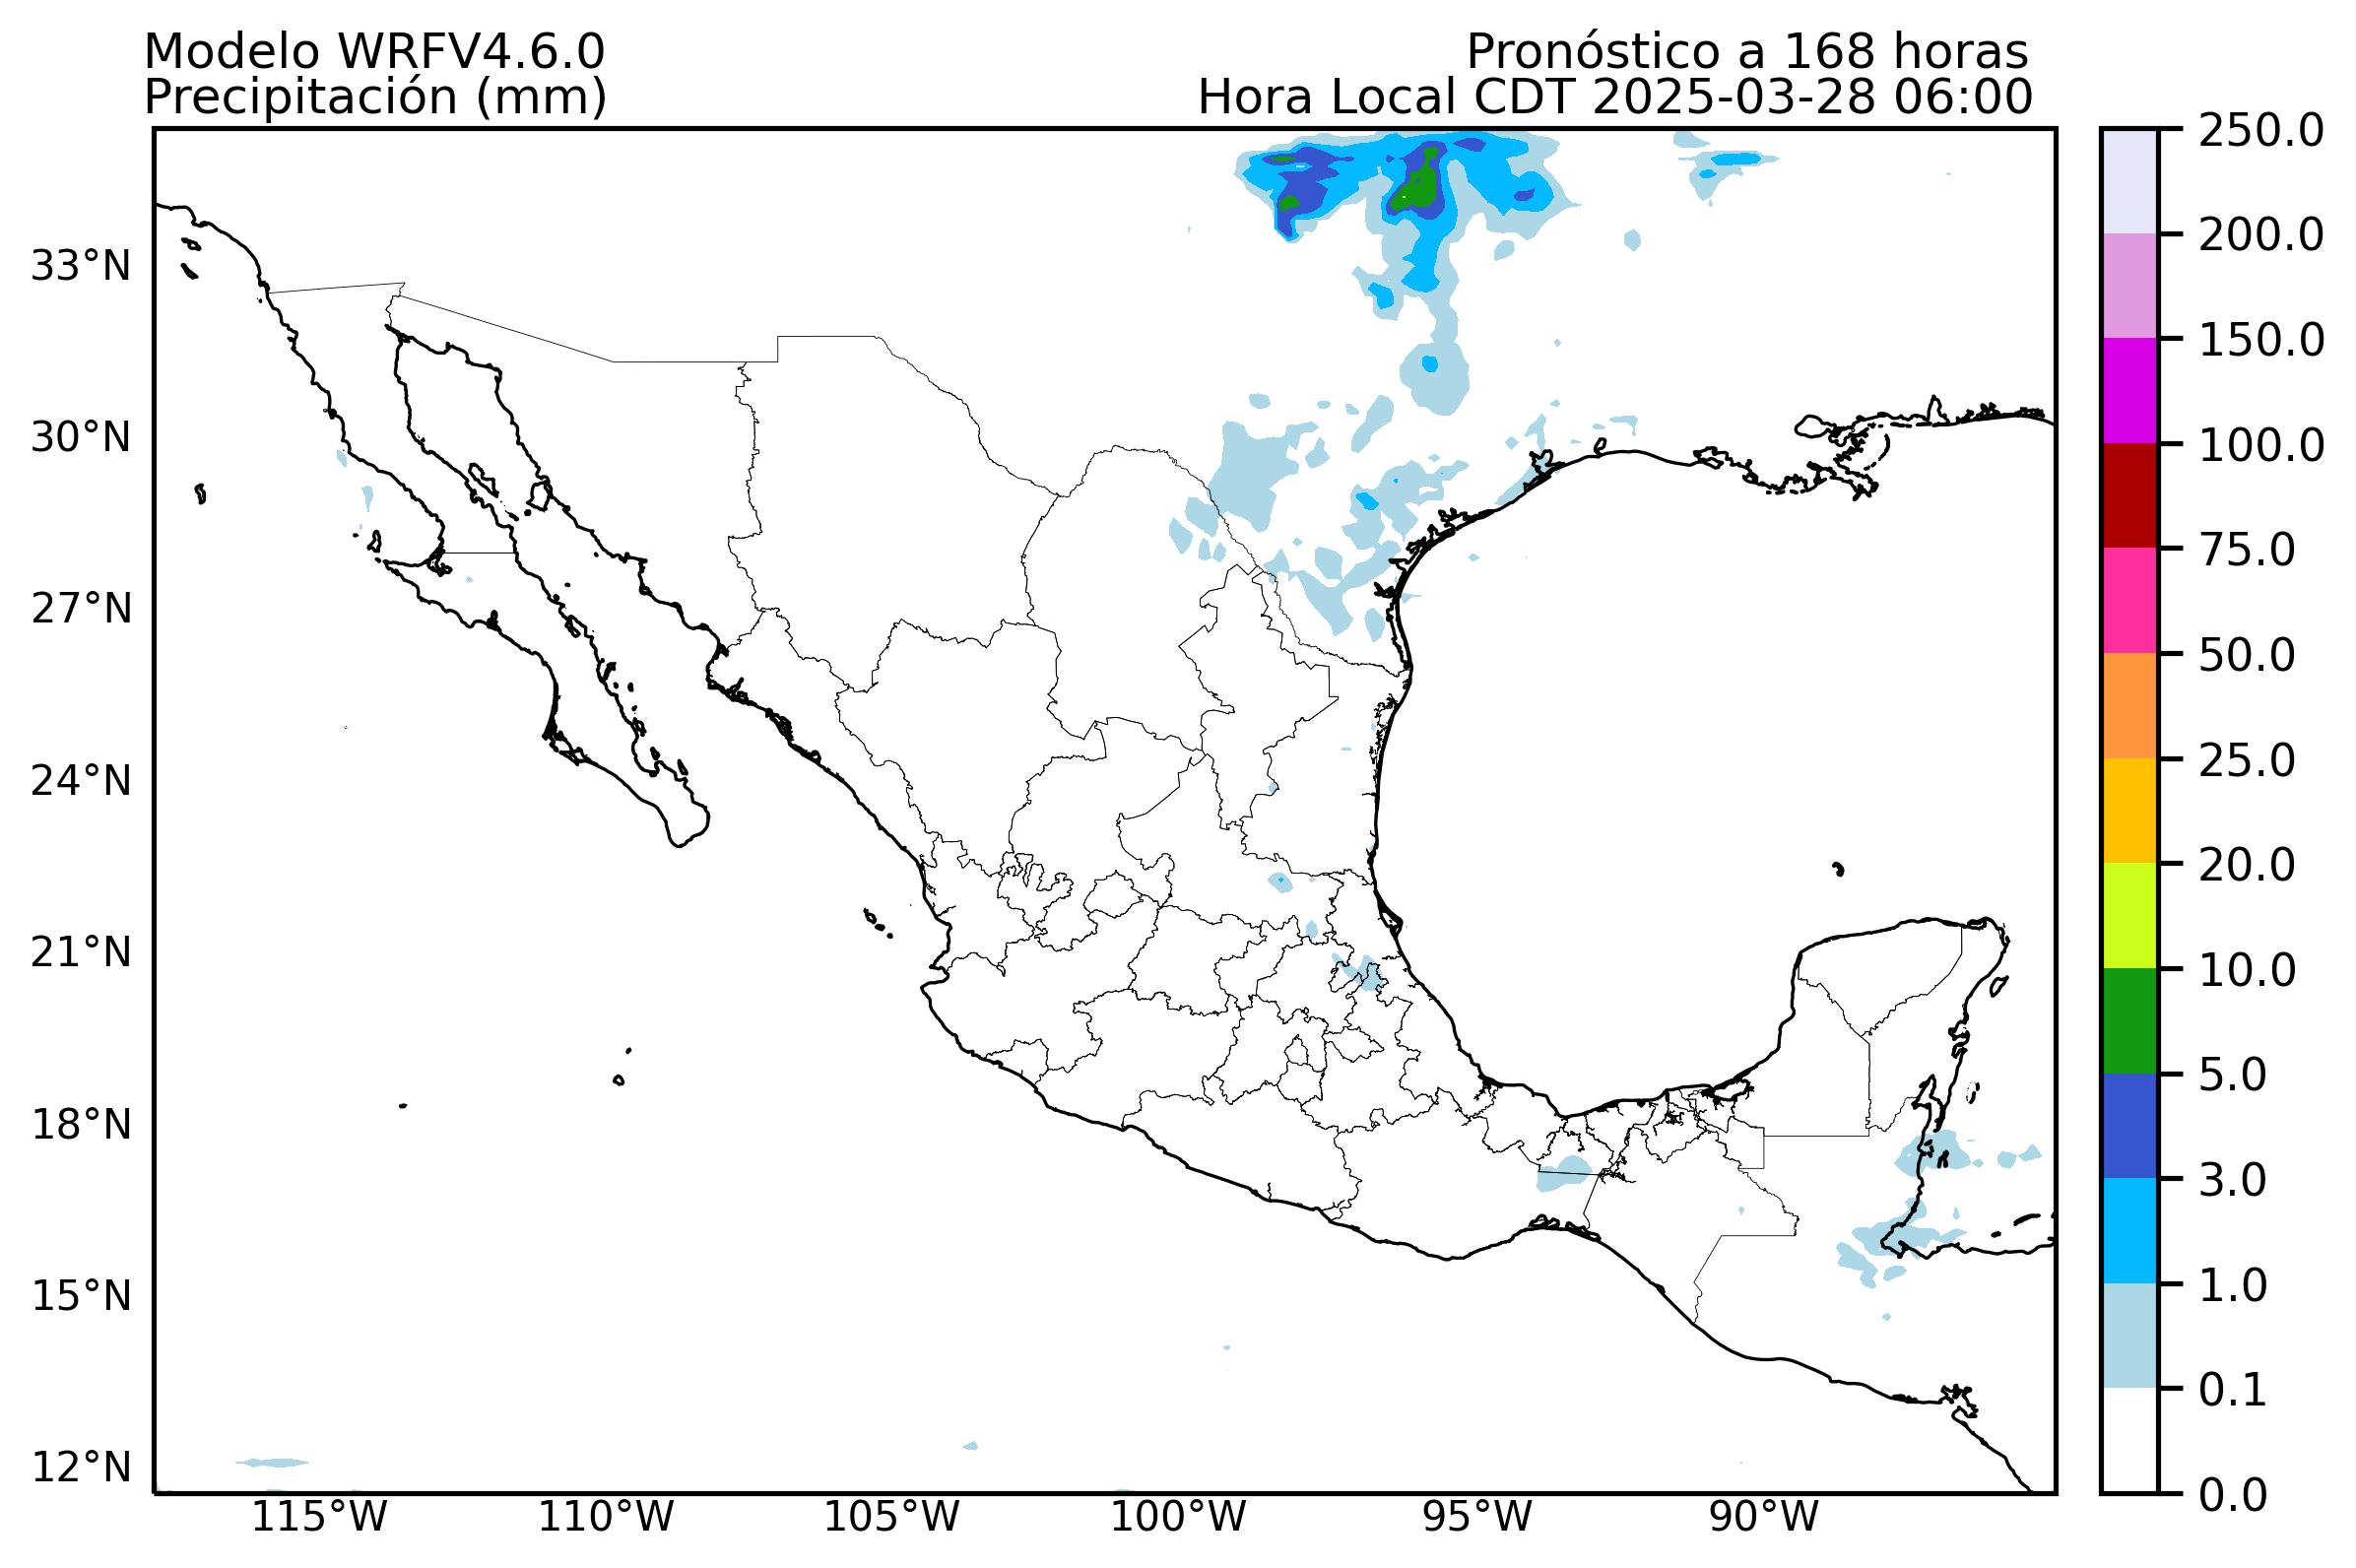 Modelo WRFV4.6.0
Pronóstico a 168 horas
Precipitación (mm)
Hora Local CDT 2025-03-28 06:00
33°N
30°N
27°N
24°N
21°N
18°N
15°N
12°N
115°W
110°W
105°W
100°W
95°W
90°W
250.0
200.0
150.0
100.0
75.0
50.0
25.0
20.0
10.0
5.0
3.0
1.0
0.1
0.0